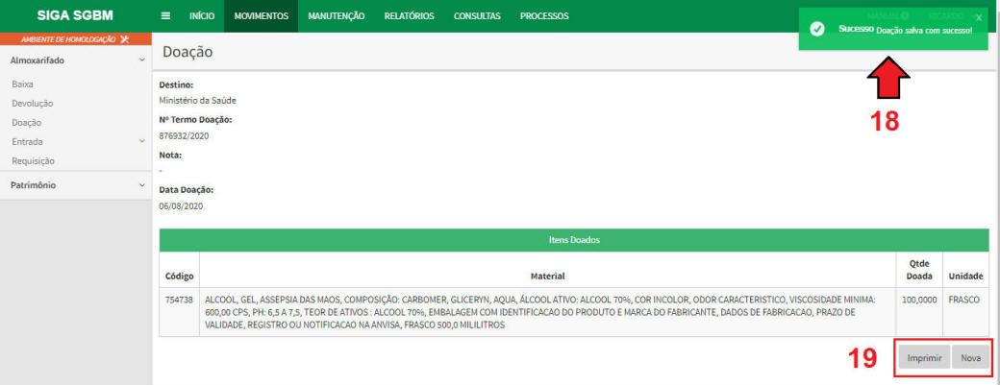 SIGA SGBM
INÍCIO MOVIMENTOS MANUTENÇÃO RELATÓRIOS CONSULTAS PROCESSOS
MANUAL RICARDO
x
Sucesso Doação salva com sucesso!
AMBIENTE DE HOMOLOGAÇÃO
Almoxarifado
Baixa
Devolução
Doação
Entrada
Requisição
Patrimônio
Doação
18
Destino:
Ministério da Saúde
Nº Termo Doação:
876932/2020
Nota:
-
Data Doação:
06/08/2020
Itens Doados
Código Material Qtde Doada Unidade
754738 ALCOOL, GEL, ASSEPSIA DAS MAOS, COMPOSIÇÃO: CARBOMER, GLICERYN, AQUA, ÁLCOOL ATIVO: ALCOOL 70%, COR INCOLOR, ODOR CARACTERISTICO, VISCOSIDADE MINIMA: 100,0000 FRASCO
600,00 CPS, PH: 6,5 A 7,5, TEOR DE ATIVOS : ALCOOL 70%, EMBALAGEM COM IDENTIFICACAO DO PRODUTO E MARCA DO FABRICANTE, DADOS DE FABRICACAO, PRAZO DE
VALIDADE, REGISTRO OU NOTIFICACAO NA ANVISA, FRASCO 500,0 MILILITROS
19 Imprimir Nova